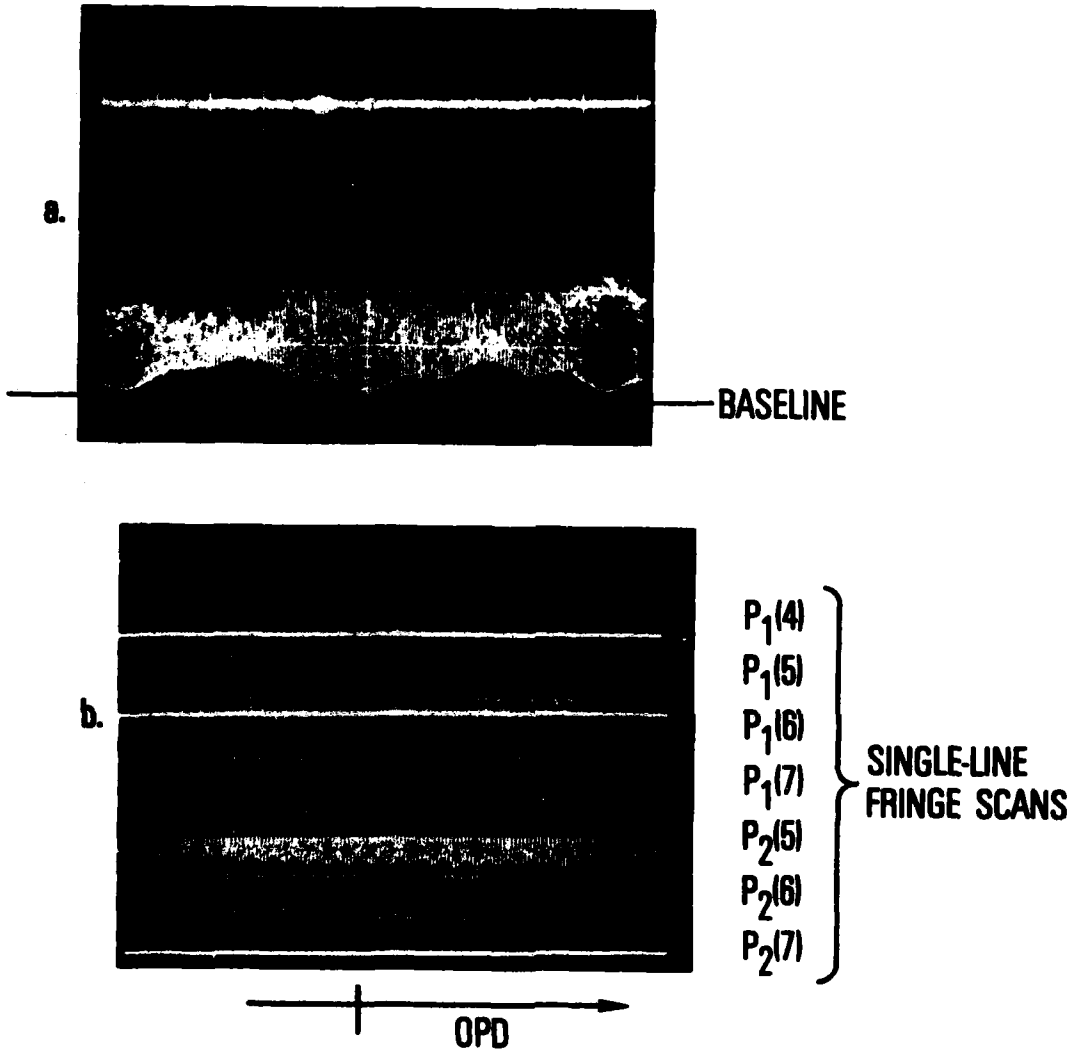 a.
BASELINE
b.
P₁(4)
P₁(5)
P₁(6)
P₁(7)
P₂(5)
P₂(6)
P₂(7)
SINGLE-LINE
FRINGE SCANS
OPD